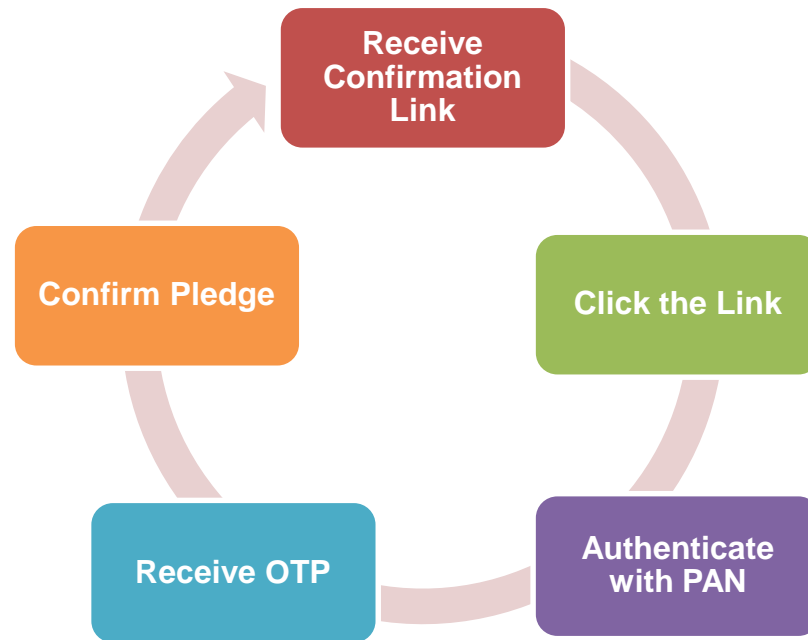 Receive
Confirmation
Link
Click the Link
Authenticate
with PAN
Receive OTP
Confirm Pledge